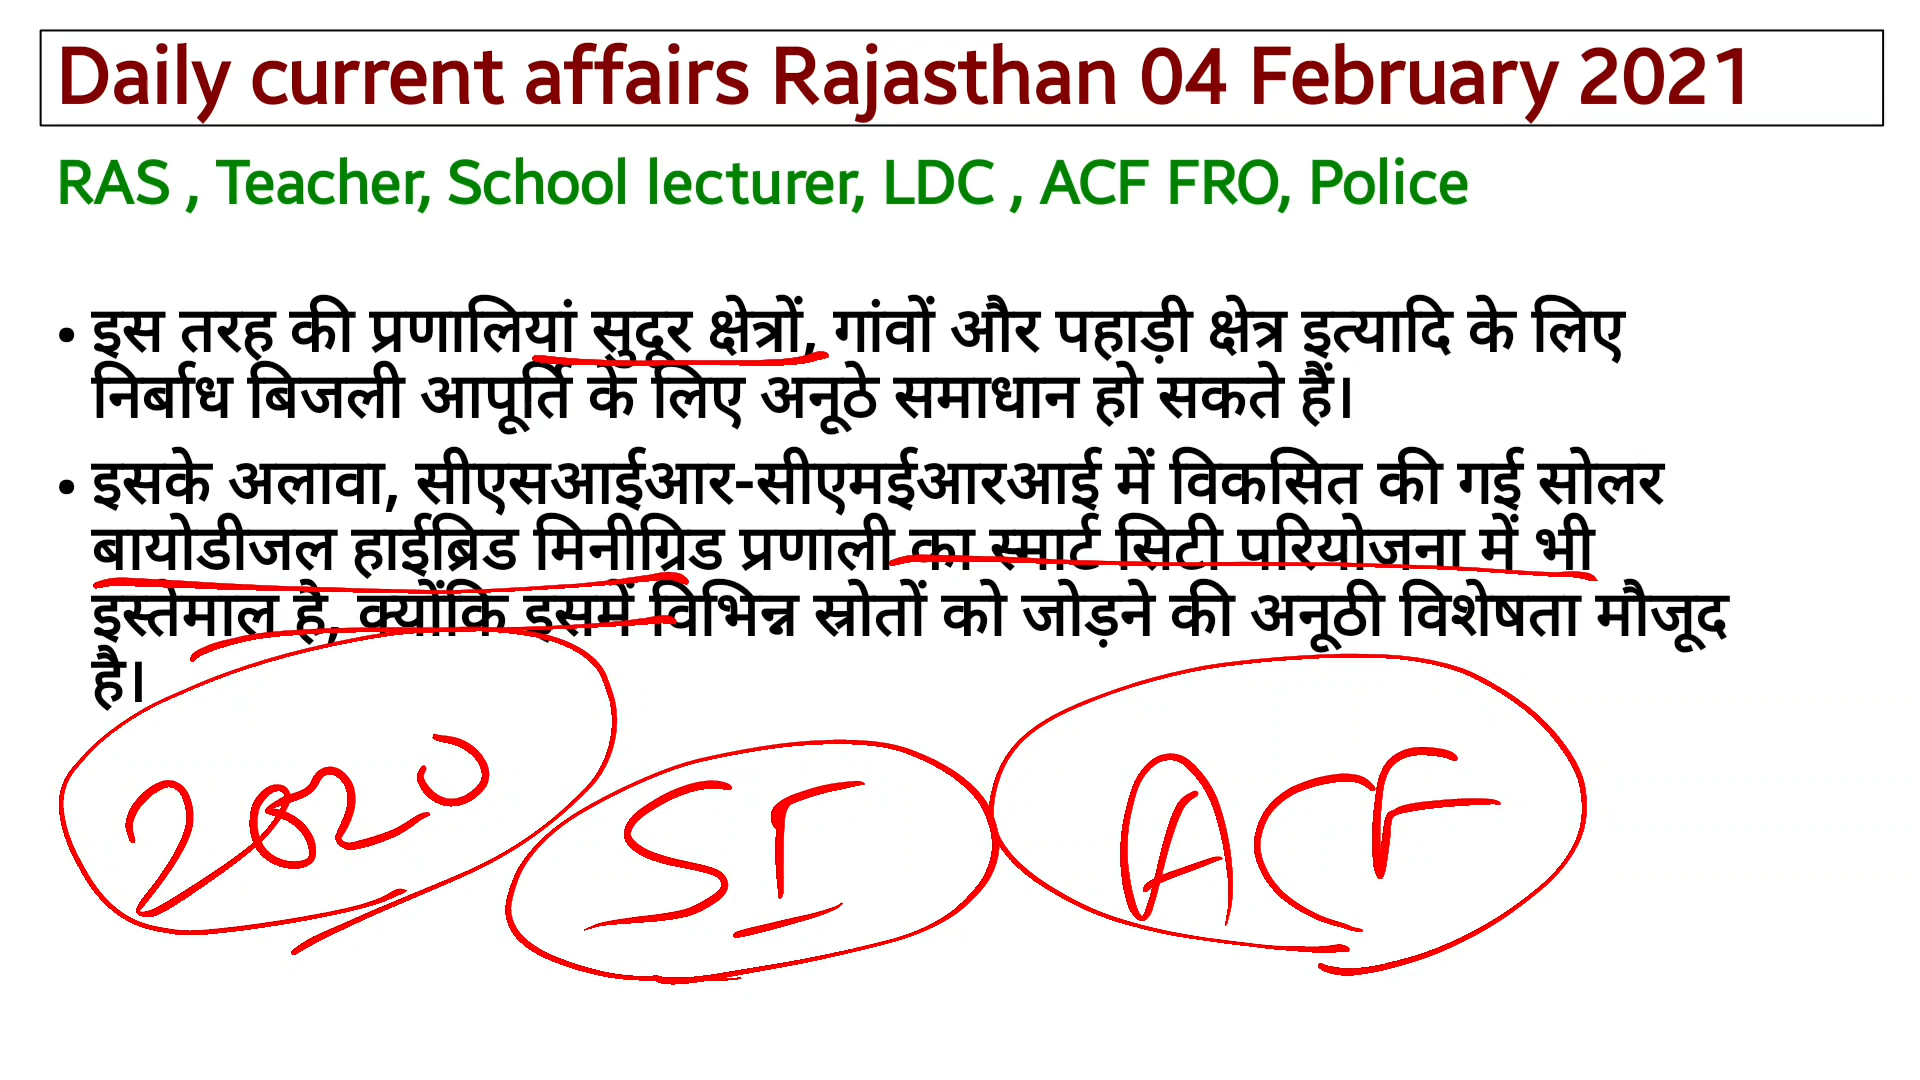 Daily current affairs Rajasthan 04 February 2021
RAS , Teacher, School lecturer, LDC , ACF FRO, Police
• इस तरह की प्रणालियां सुदूर क्षेत्रों, गांवों और पहाड़ी क्षेत्र इत्यादि के लिए
निर्बाध बिजली आपूर्ति के लिए अनूठे समाधान हो सकते हैं।
• इसके अलावा, सीएसआईआर-सीएमईआरआई में विकसित की गई सोलर
बायोडीजल हाईब्रिड मिनीग्रिड प्रणाली का स्मार्ट सिटी परियोजना में भी
इस्तेमाल है, क्योंकि इसमें विभिन्न स्रोतों को जोड़ने की अनूठी विशेषता मौजूद
है।
2020 SI ACF